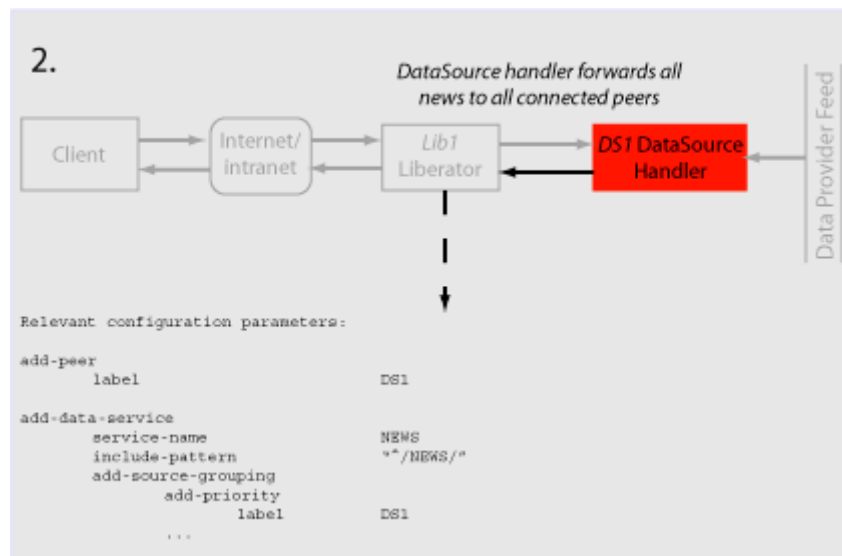 2.
DataSource handler forwards all
news to all connected peers
Client
Internet/
intranet
Lib1
Liberator
DS1 DataSource
Handler
Data Provider Feed
Relevant configuration parameters:
add-peer
label DS1
add-data-service
service-name NEWS
include-pattern "^/NEWS/"
add-source-grouping
add-priority
label DS1
...